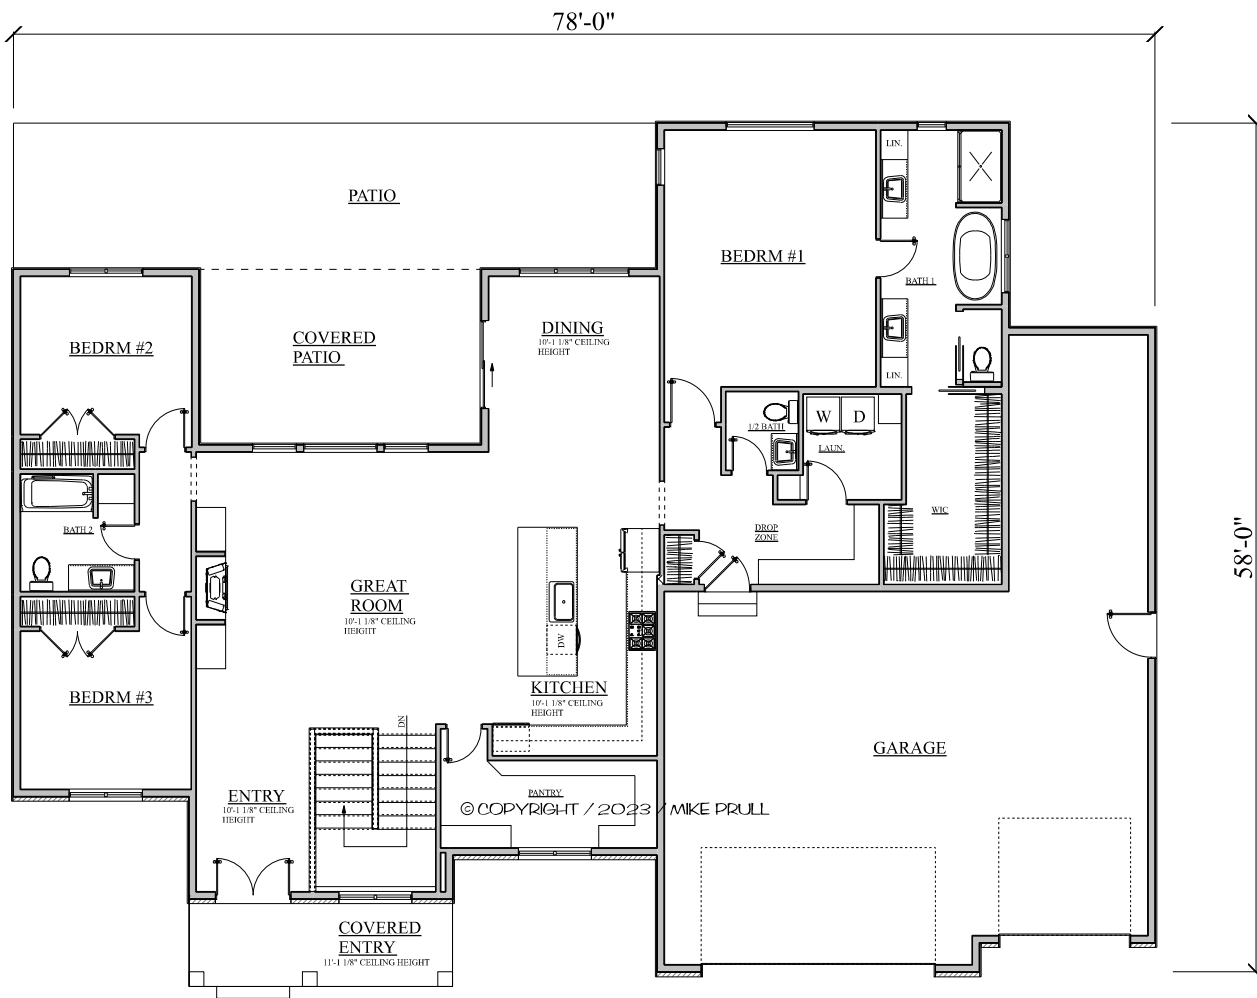 78'-0"
LIN.
PATIO
BEDRM #1
BATH 1
COVERED
PATIO
DINING
10'-1 1/8" CEILING
HEIGHT
BEDRM #2
LIN.
W D
1/2 BATH
LAUN.
WIC
BATH 2
DROP
ZONE
58'-0"
GREAT
ROOM
10'-1 1/8" CEILING
HEIGHT
DW
KITCHEN
10'-1 1/8" CEILING
HEIGHT
BEDRM #3
DN
GARAGE
ENTRY
10'-1 1/8" CEILING
HEIGHT
PANTRY
© COPYRIGHT / 2023 / MIKE PRULL
COVERED
ENTRY
11'-1 1/8" CEILING HEIGHT